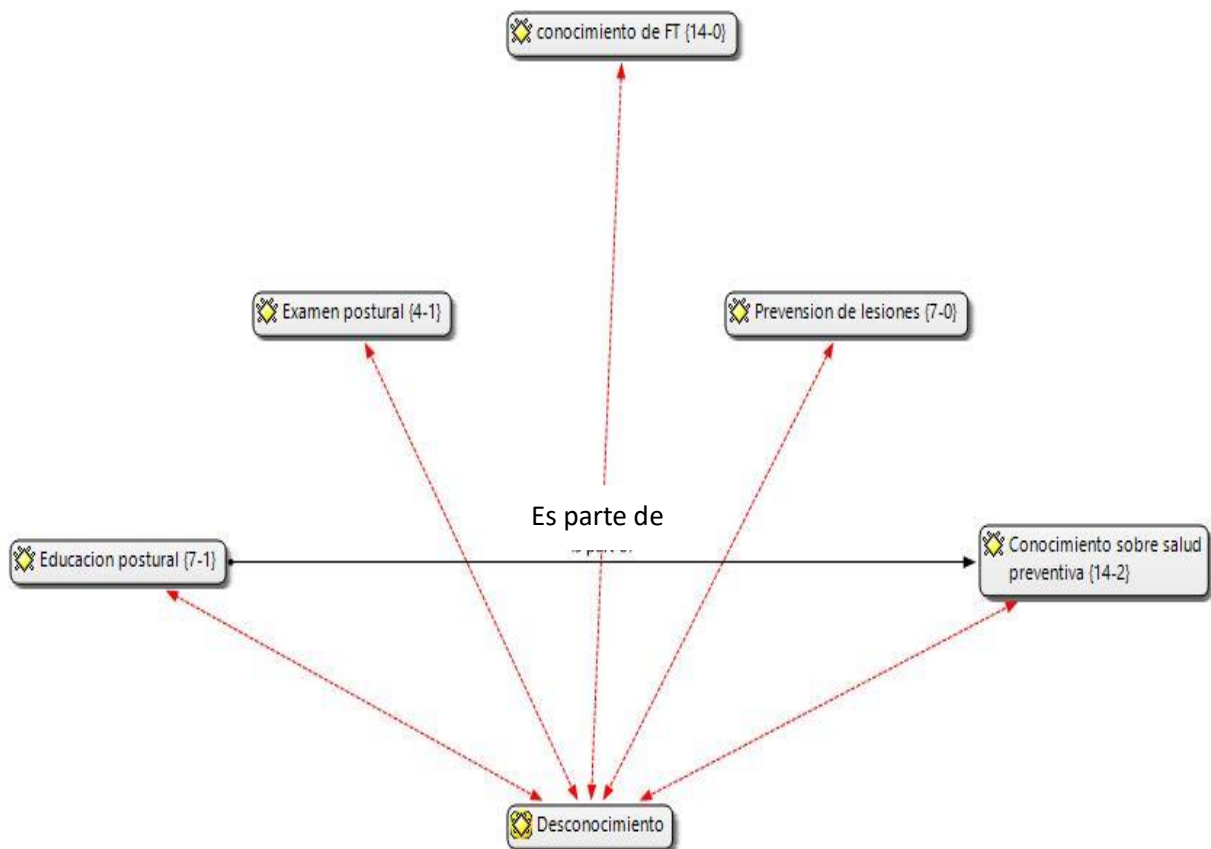 conocimiento de FT {14-0}
Examen postural {4-1}
Prevension de lesiones {7-0}
Es parte de
Educacion postural {7-1}
Conocimiento sobre salud
preventiva {14-2}
Desconocimiento